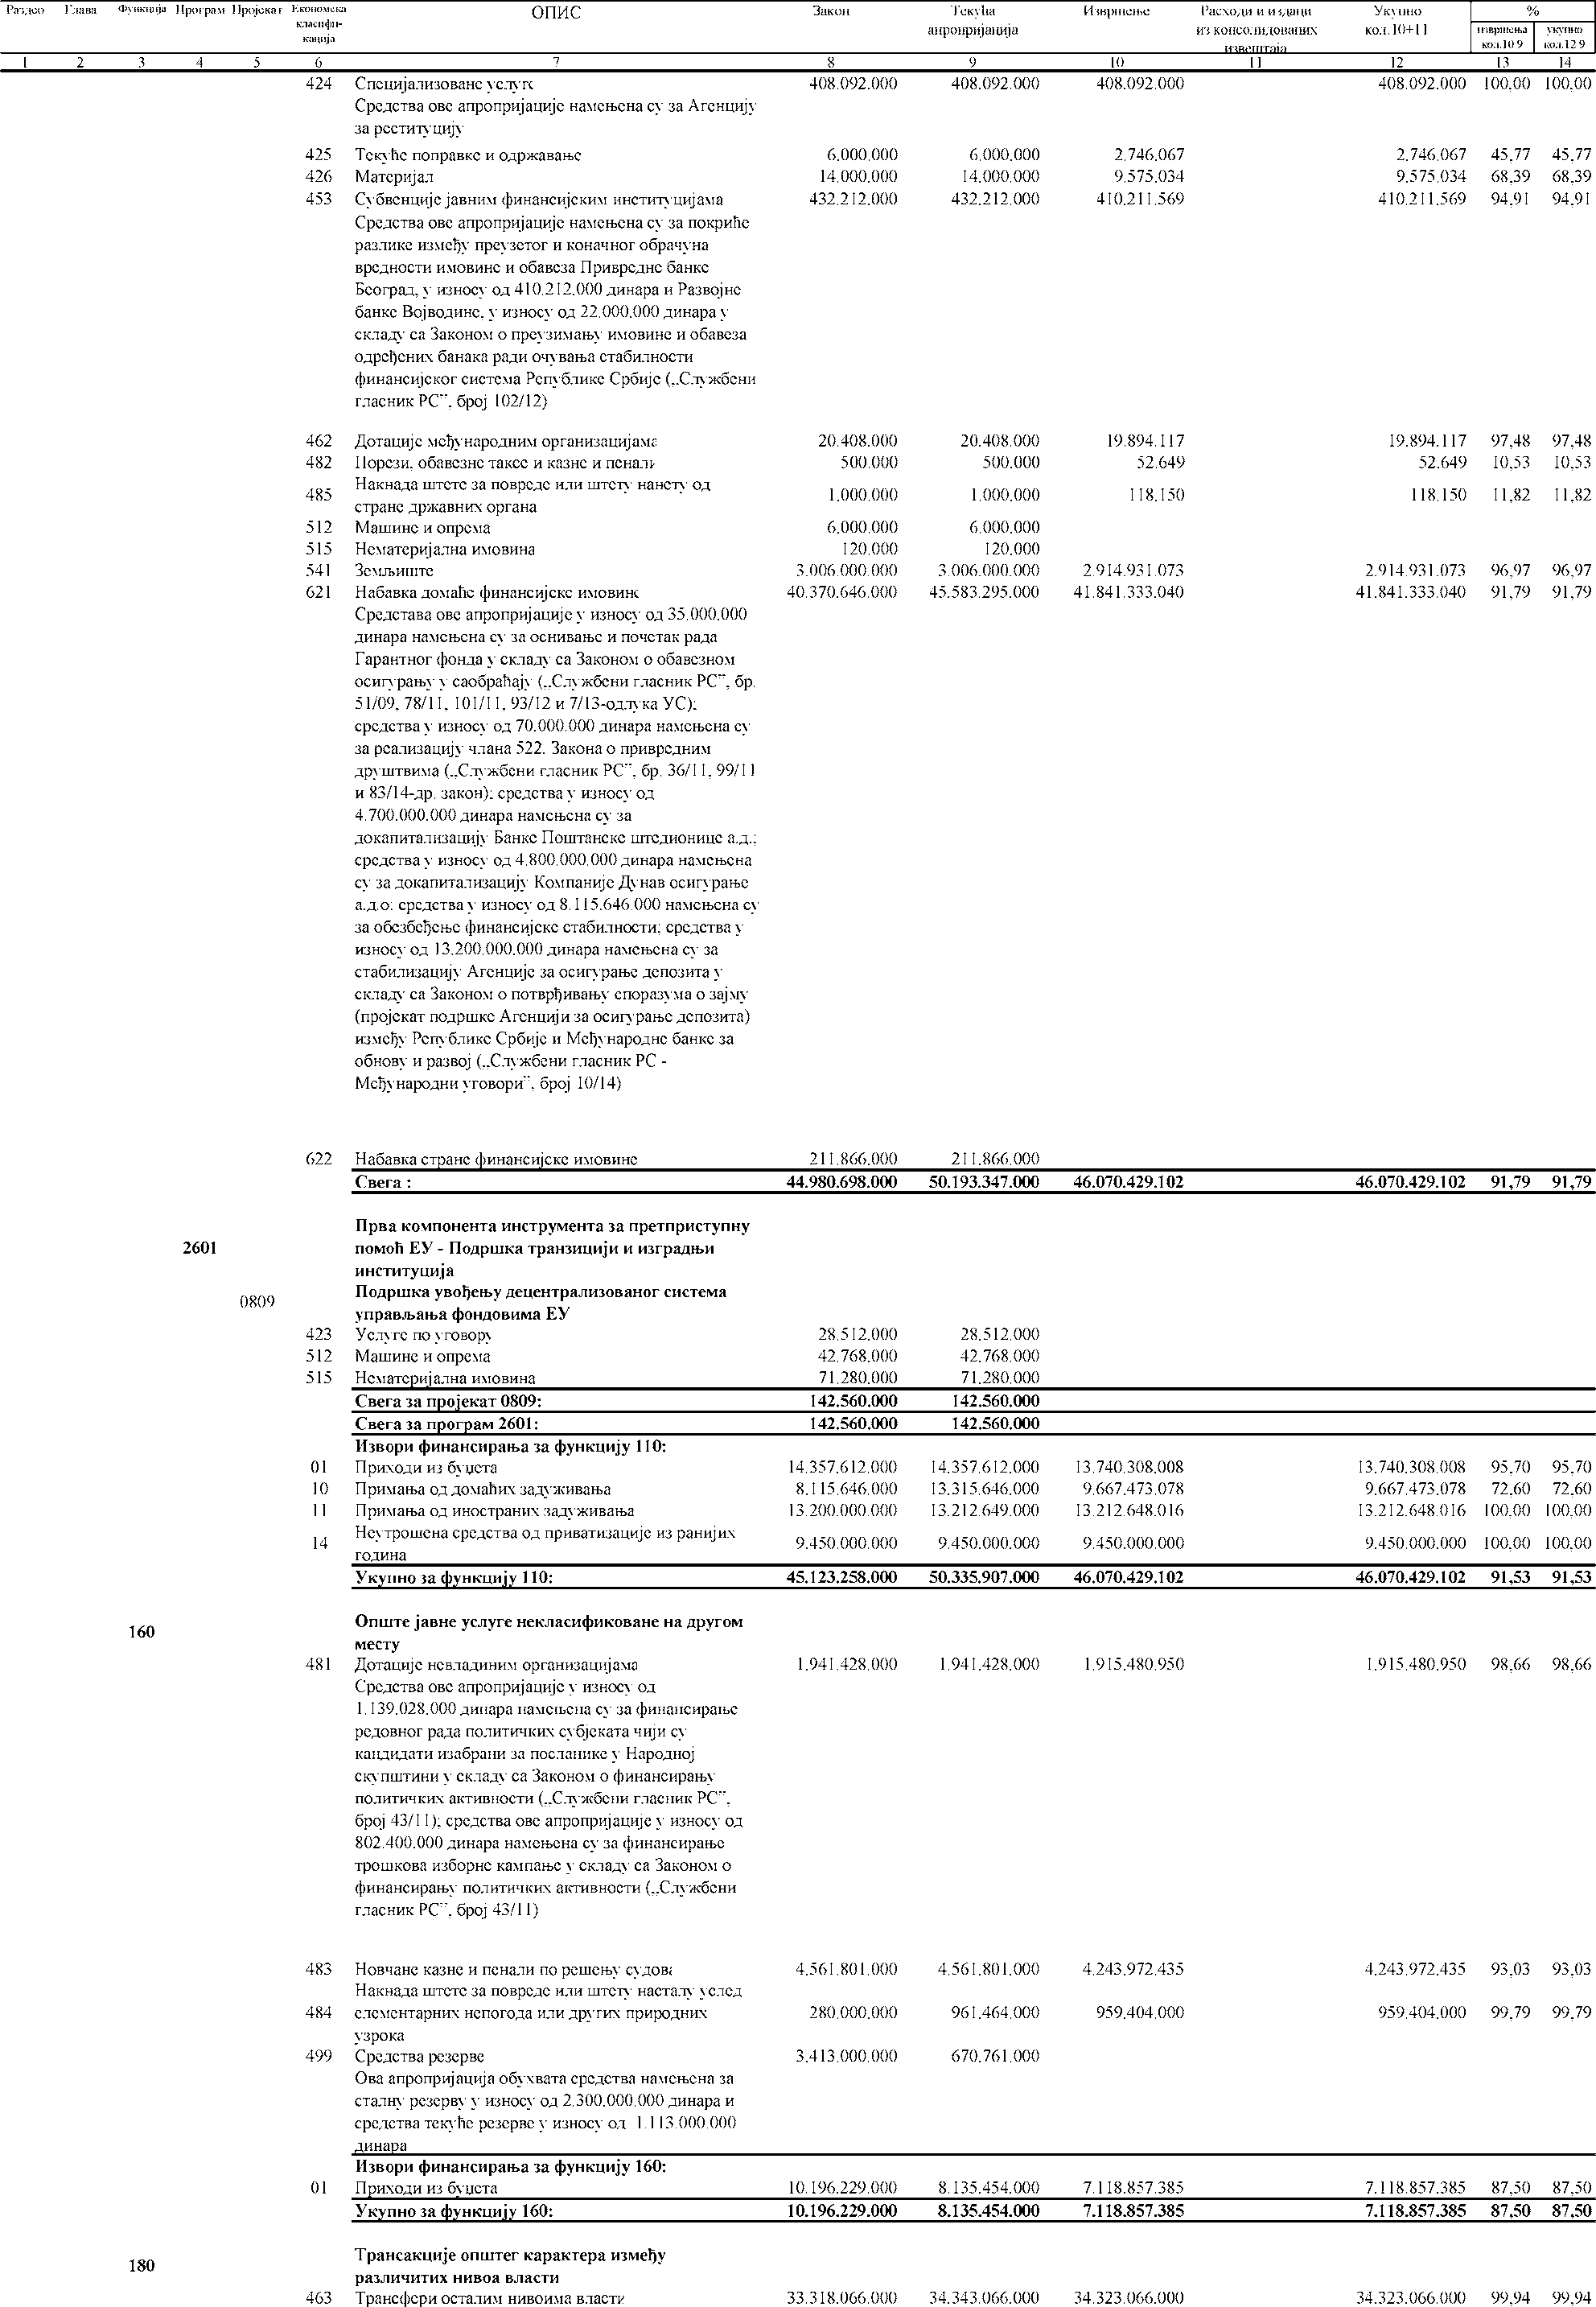 Раздео Глава Функција Програм Пројекат Економска класифи-кација ОПИС Закон Текућа апропријација Извршење Расходи и издаци из консолидованих извештаја Укупно кол.10+11 % извршења кол.10 9 укупно кол.12 9
1 2 3 4 5 6 7 8 9 10 11 12 13 14
424 Специјализоване услуге 408.092.000 408.092.000 408.092.000 408.092.000 100,00 100,00
Средства ове апропријације намењена су за Агенцију
за реституцију
425 Текуће поправке и одржавање 6.000.000 6.000.000 2.746.067 2.746.067 45,77 45,77
426 Материјал 14.000.000 14.000.000 9.575.034 9.575.034 68,39 68,39
453 Субвенције јавним финансијским институцијама 432.212.000 432.212.000 410.211.569 410.211.569 94,91 94,91
Средства ове апропријације намењена су за покриће
разлике између преузетог и коначног обрачуна
вредности имовине и обавеза Привредне банке
Београд, у износу од 410.212.000 динара и Развојне
банке Војводине, у износу од 22.000.000 динара у
складу са Законом о преузимању имовине и обавеза
одређених банака ради очувања стабилности
финансијског система Републике Србије („Службени
гласник РС”, број 102/12)
462 Дотације међународним организацијама 20.408.000 20.408.000 19.894.117 19.894.117 97,48 97,48
482 Порези, обавезне таксе и казне и пенали 500.000 500.000 52.649 52.649 10,53 10,53
485 Накнада штете за повреде или штету нанету од
стране државних органа 1.000.000 1.000.000 118.150 118.150 11,82 11,82
512 Машине и опрема 6.000.000 6.000.000
515 Нематеријална имовина 120.000 120.000
541 Земљиште 3.006.000.000 3.006.000.000 2.914.931.073 2.914.931.073 96,97 96,97
621 Набавка домаће финансијске имовине 40.370.646.000 45.583.295.000 41.841.333.040 41.841.333.040 91,79 91,79
Средстава ове апропријације у износу од 35.000.000
динара намењена су за оснивање и почетак рада
Гарантног фонда у складу са Законом о обавезном
осигурању у саобраћају („Службени гласник РС”, бр.
51/09, 78/11, 101/11, 93/12 и 7/13-одлука УС);
средства у износу од 70.000.000 динара намењена су
за реализацију члана 522. Закона о привредним
друштвима („Службени гласник РС”, бр. 36/11, 99/11
и 83/14-др. закон); средства у износу од
4.700.000.000 динара намењена су за
докапитализацију Банке Поштанске штедионице а.д.;
средства у износу од 4.800.000.000 динара намењена
су за докапитализацију Компаније Дунав осигурање
а.д.о; средства у износу од 8.115.646.000 намењена су
за обезбеђење финансијске стабилности; средства у
износу од 13.200.000.000 динара намењена су за
стабилизацију Агенције за осигурање депозита у
складу са Законом о потврђивању споразума о зајму
(пројекат подршке Агенцији за осигурање депозита)
између Републике Србије и Међународне банке за
обнову и развој („Службени гласник РС -
Међународни уговори”, број 10/14)
622 Набавка стране финансијске имовине 211.866.000 211.866.000
Свега : 44.980.698.000 50.193.347.000 46.070.429.102 46.070.429.102 91,79 91,79
Прва компонента инструмента за претприступну
2601 помоћ ЕУ - Подршка транзицији и изградњи
институција
0809 Подршка увођењу децентрализованог система
управљања фондовима ЕУ
423 Услуге по уговору 28.512.000 28.512.000
512 Машине и опрема 42.768.000 42.768.000
515 Нематеријална имовина 71.280.000 71.280.000
Свега за пројекат 0809: 142.560.000 142.560.000
Свега за програм 2601: 142.560.000 142.560.000
Извори финансирања за функцију 110:
01 Приходи из буџета 14.357.612.000 14.357.612.000 13.740.308.008 13.740.308.008 95,70 95,70
10 Примања од домаћих задуживања 8.115.646.000 13.315.646.000 9.667.473.078 9.667.473.078 72,60 72,60
11 Примања од иностраних задуживања 13.200.000.000 13.212.649.000 13.212.648.016 13.212.648.016 100,00 100,00
14 Неутрошена средства од приватизације из ранијих
година 9.450.000.000 9.450.000.000 9.450.000.000 9.450.000.000 100,00 100,00
Укупно за функцију 110: 45.123.258.000 50.335.907.000 46.070.429.102 46.070.429.102 91,53 91,53
160 Опште јавне услуге некласификоване на другом
месту
481 Дотације невладиним организацијама 1.941.428.000 1.941.428.000 1.915.480.950 1.915.480.950 98,66 98,66
Средства ове апропријације у износу од
1.139.028.000 динара намењена су за финансирање
редовног рада политичких субјеката чији су
кандидати изабрани за посланике у Народној
скупштини у складу са Законом о финансирању
политичких активности („Службени гласник РС”,
број 43/11); средства ове апропријације у износу од
802.400.000 динара намењена су за финансирање
трошкова изборне кампање у складу са Законом о
финансирању политичких активности („Службени
гласник РС”, број 43/11)
483 Новчане казне и пенали по решењу судова 4.561.801.000 4.561.801.000 4.243.972.435 4.243.972.435 93,03 93,03
Накнада штете за повреде или штету насталу услед
484 елементарних непогода или других природних 280.000.000 961.464.000 959.404.000 959.404.000 99,79 99,79
узрока
499 Средства резерве 3.413.000.000 670.761.000
Ова апропријација обухвата средства намењена за
сталну резерву у износу од 2.300.000.000 динара и
средства текуће резерве у износу од 1.113.000.000
динара
Извори финансирања за функцију 160:
01 Приходи из буџета 10.196.229.000 8.135.454.000 7.118.857.385 7.118.857.385 87,50 87,50
Укупно за функцију 160: 10.196.229.000 8.135.454.000 7.118.857.385 7.118.857.385 87,50 87,50
180 Трансакције општег карактера између
различитих нивоа власти
463 Трансфери осталим нивоима власти 33.318.066.000 34.343.066.000 34.323.066.000 34.323.066.000 99,94 99,94